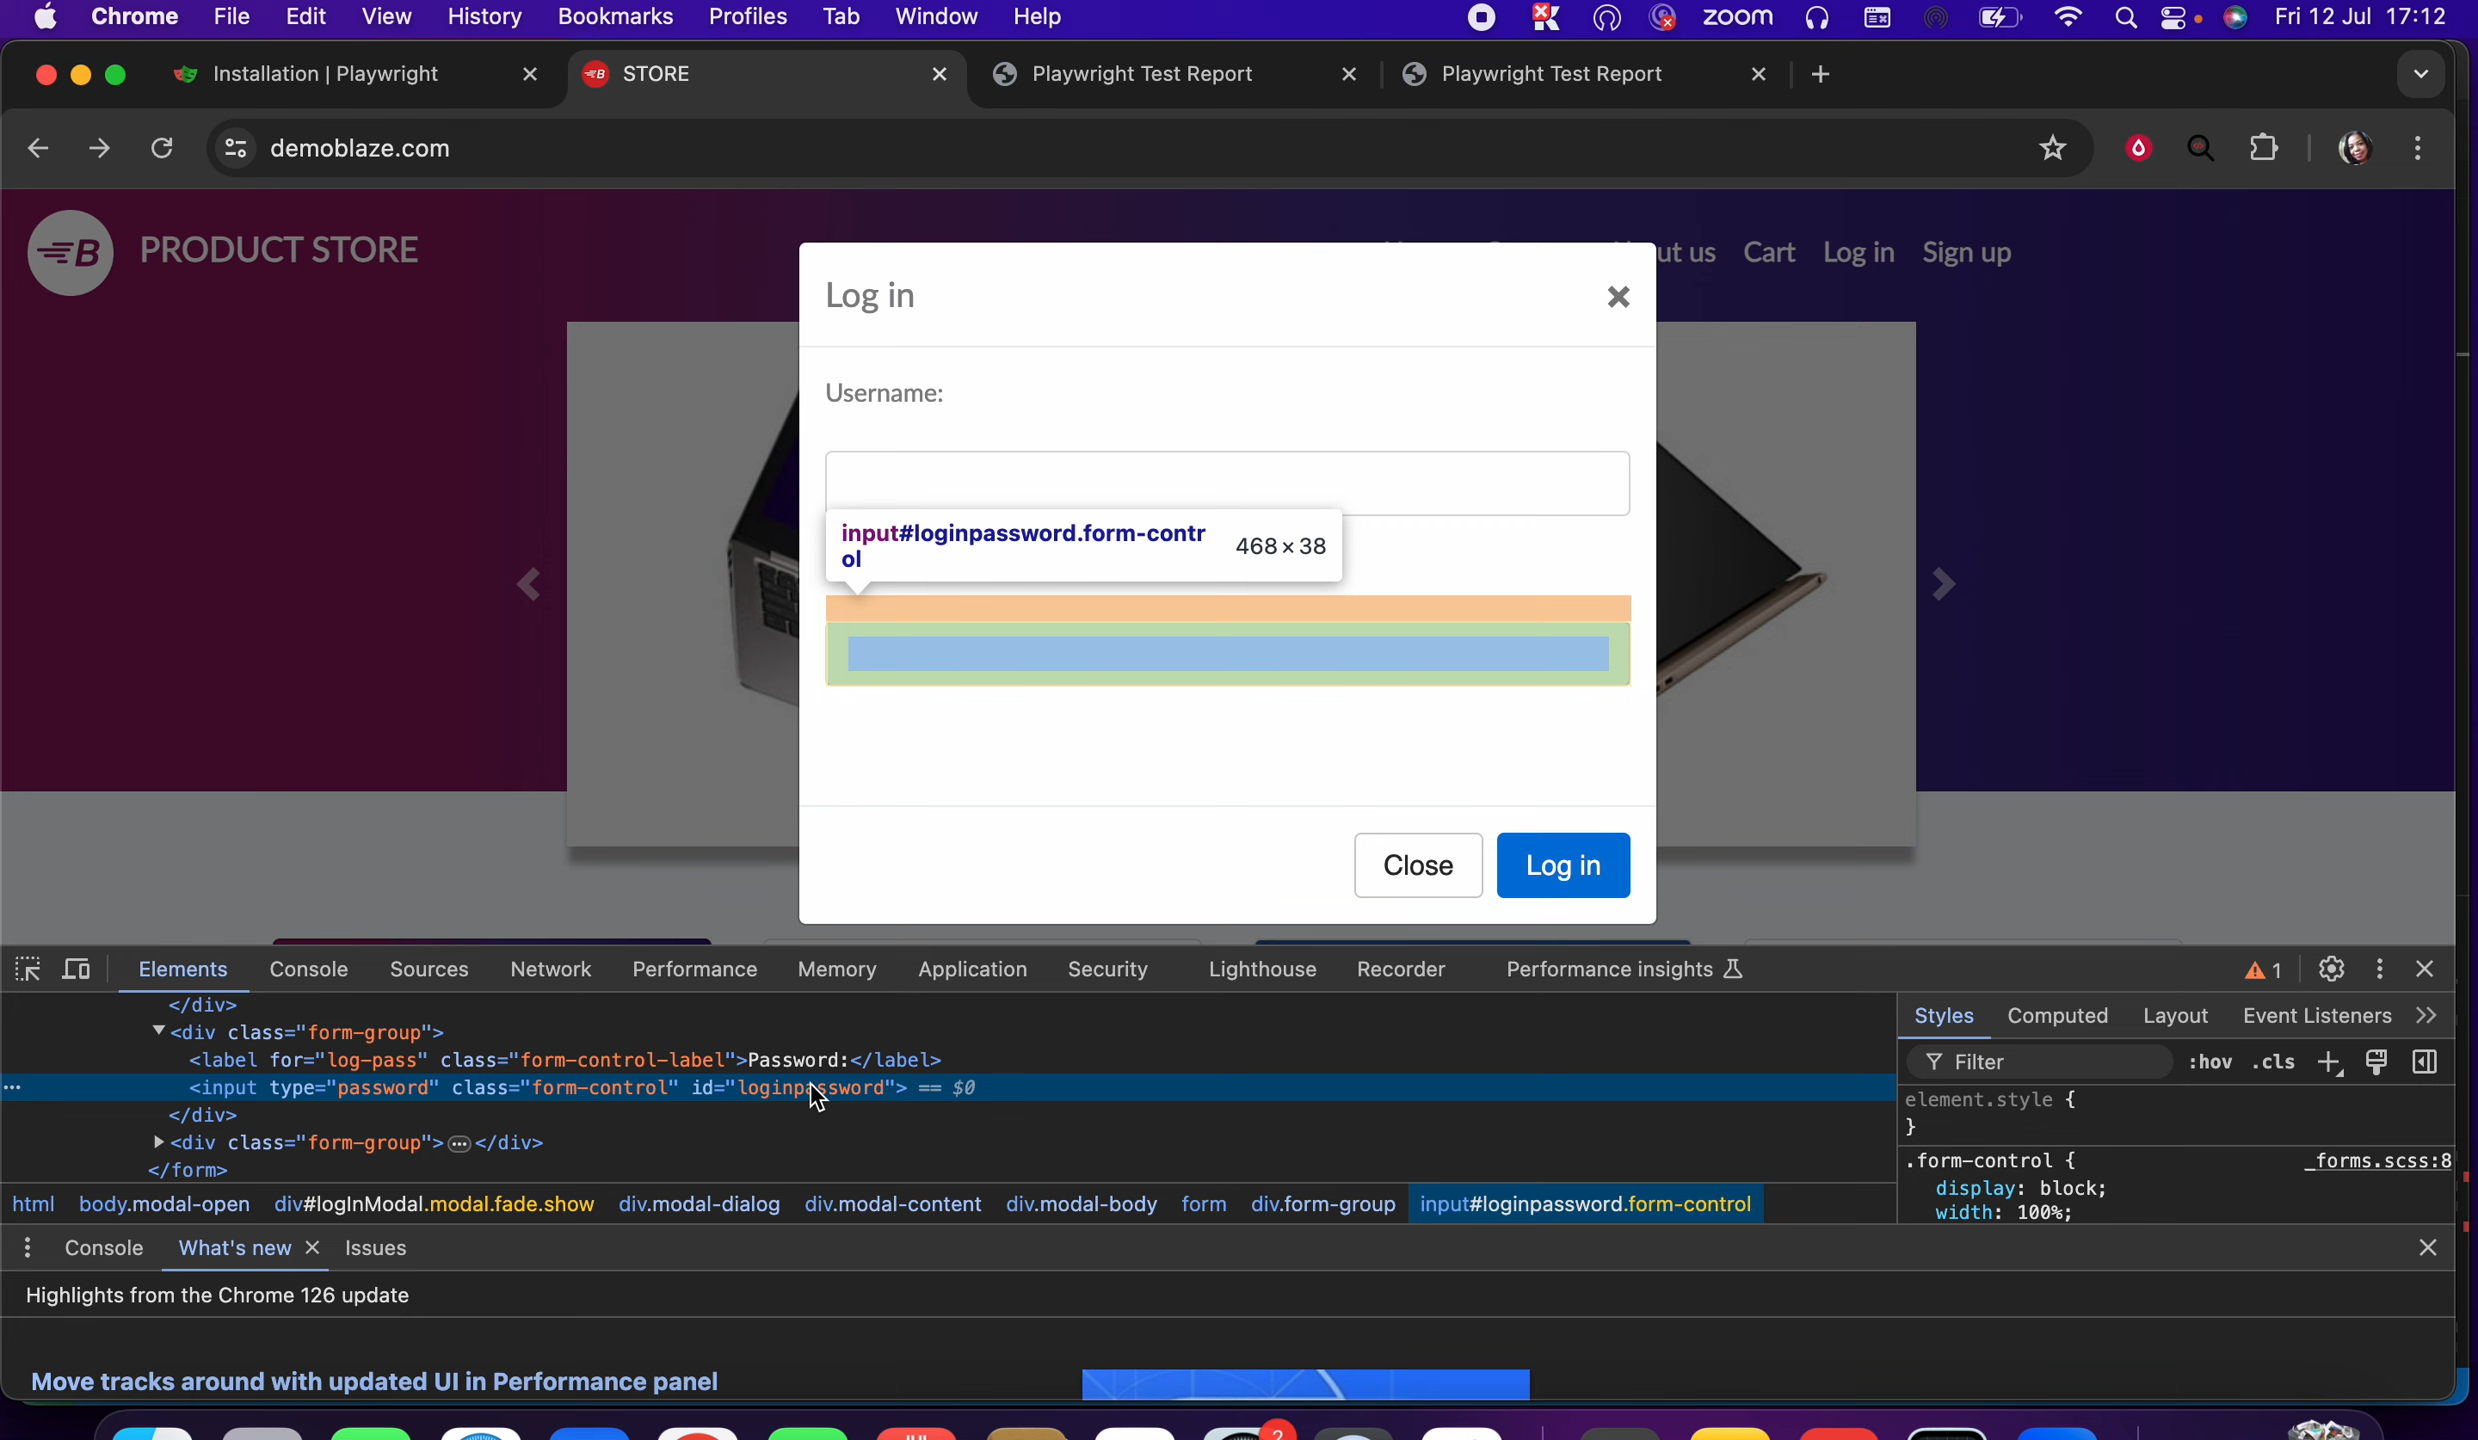 Chrome File Edit View History Bookmarks Profiles Tab Window Help zoom Fri 12 Jul 17:12
Installation | Playwright STORE Playwright Test Report Playwright Test Report
demoblaze.com
B PRODUCT STORE ut us Cart Log in Sign up
Log in
Username:
input#loginpassword.form-contr
ol
468 × 38
Close Log in
Elements Console Sources Network Performance Memory Application Security Lighthouse Recorder Performance insights 1
</div>
<div class="form-group">
<label for="log-pass" class="form-control-label">Password:</label>
<input type="password" class="form-control" id="loginpassword"> == $0
</div>
<div class="form-group">…</div>
</form>
html body.modal-open div#logInModal.modal.fade.show div.modal-dialog div.modal-content div.modal-body form div.form-group input#loginpassword.form-control
Styles Computed Layout Event Listeners
Filter :hov .cls
element.style {
}
.form-control { _forms.scss:8
display: block;
width: 100%;
Console What's new Issues
Highlights from the Chrome 126 update
Move tracks around with updated UI in Performance panel
2